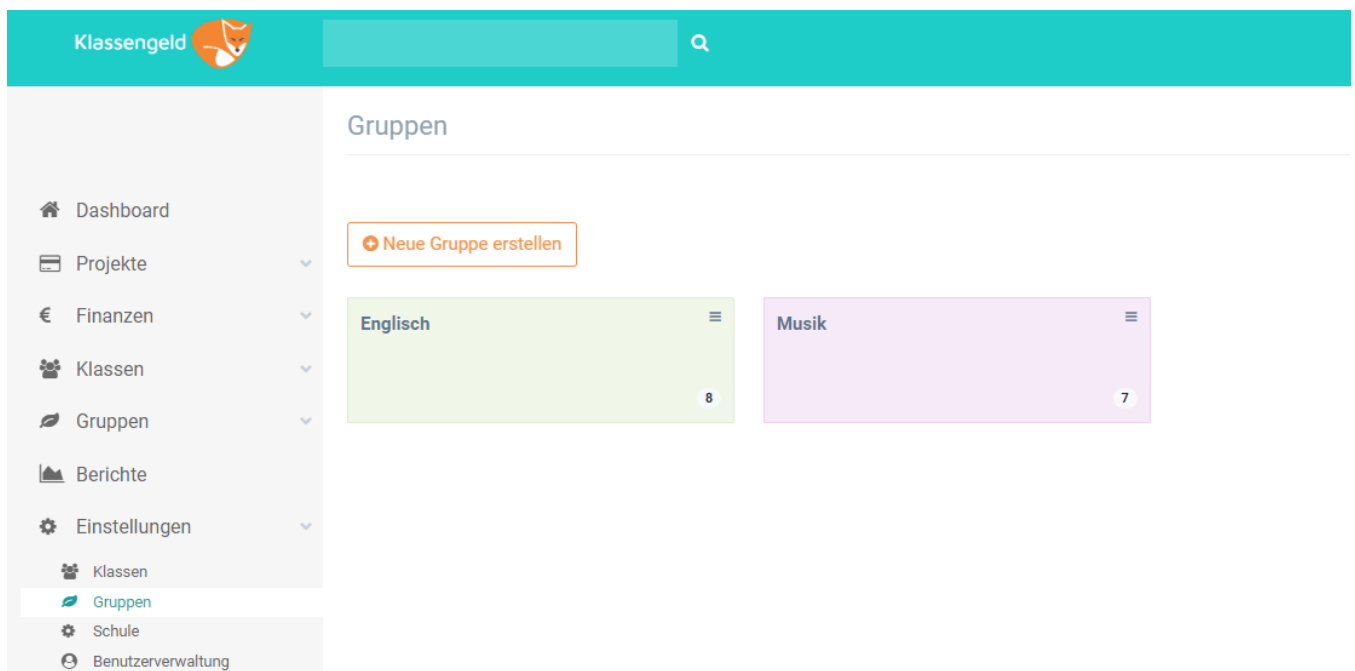 Klassengeld
Gruppen
Dashboard
Projekte
Finanzen
Klassen
Gruppen
Berichte
Einstellungen
Klassen
Gruppen
Schule
Benutzerverwaltung
Neue Gruppe erstellen
Englisch
8
Musik
7